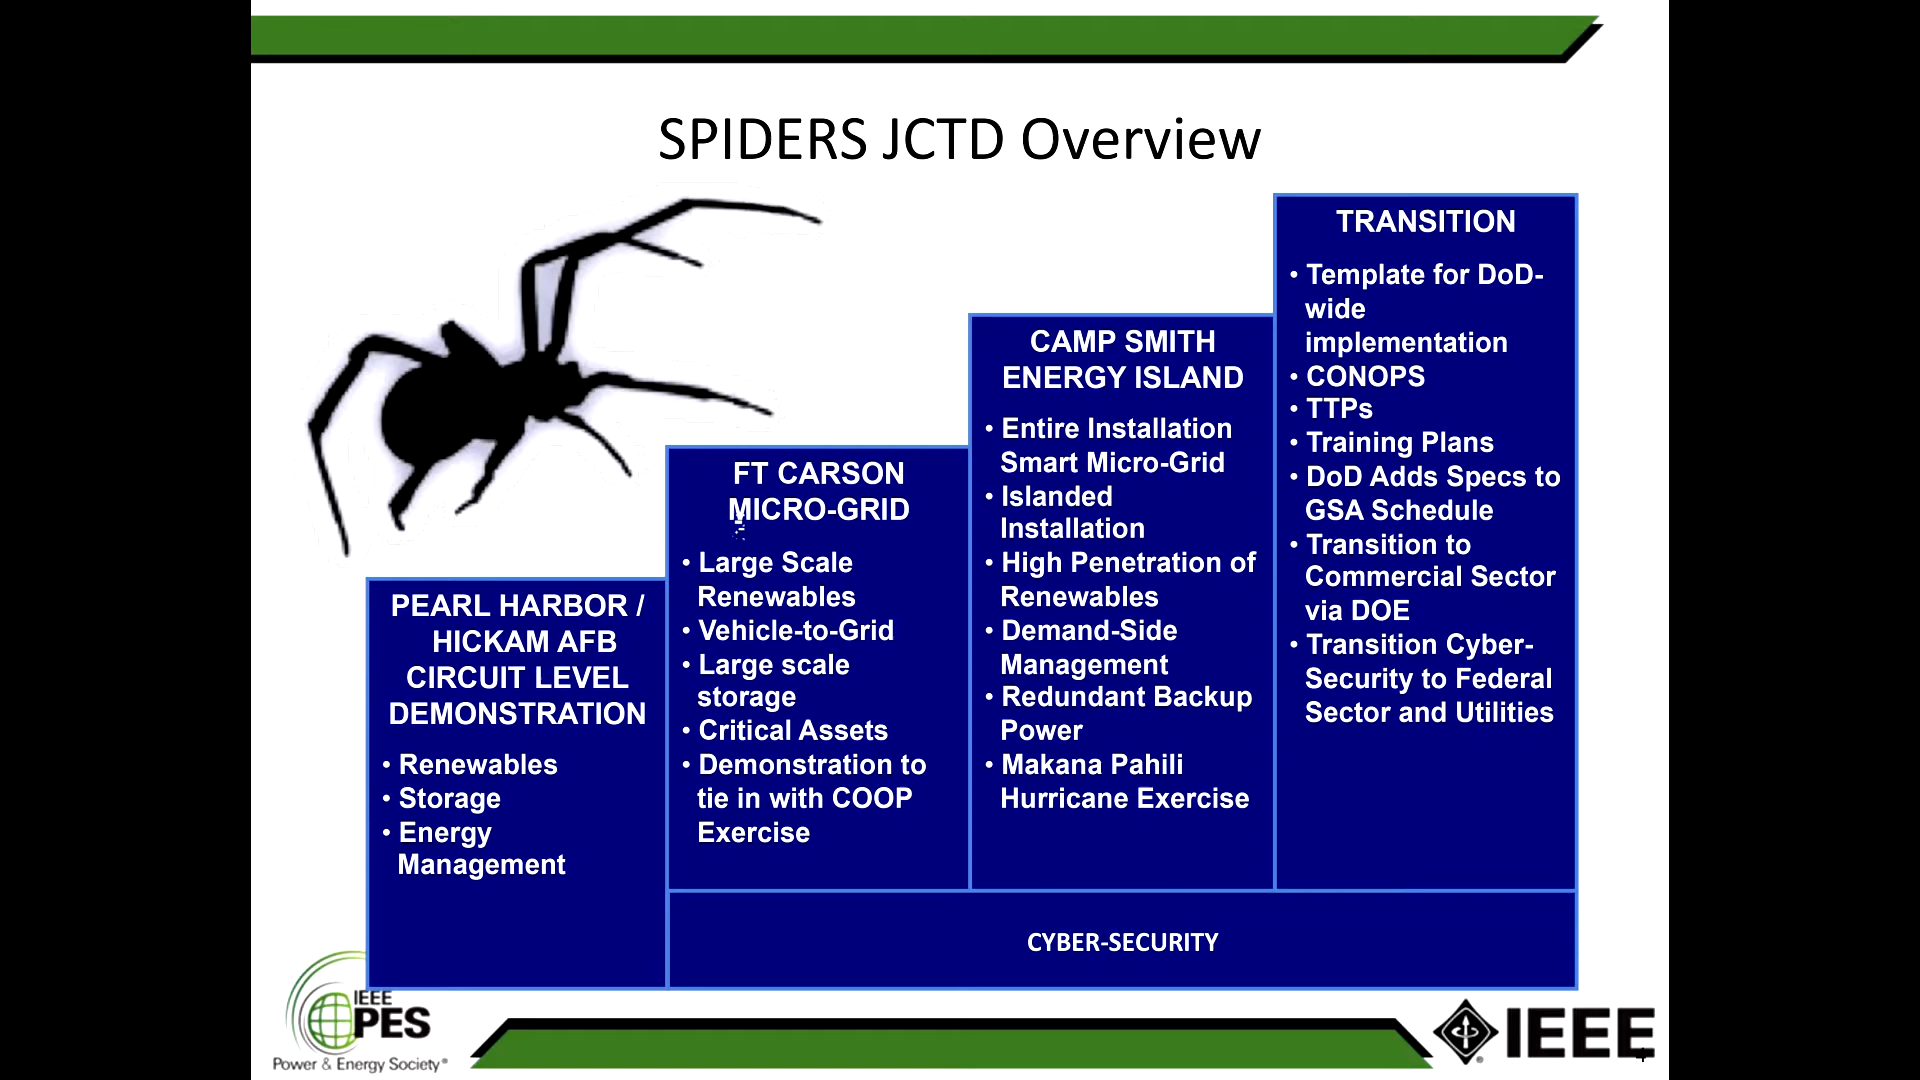 SPIDERS JCTD Overview
PEARL HARBOR /
HICKAM AFB
CIRCUIT LEVEL
DEMONSTRATION
• Renewables
• Storage
• Energy
Management
FT CARSON
MICRO-GRID
• Large Scale
Renewables
• Vehicle-to-Grid
• Large scale
storage
• Critical Assets
• Demonstration to
tie in with COOP
Exercise
CAMP SMITH
ENERGY ISLAND
• Entire Installation
Smart Micro-Grid
• Islanded
Installation
• High Penetration of
Renewables
• Demand-Side
Management
• Redundant Backup
Power
• Makana Pahili
Hurricane Exercise
TRANSITION
• Template for DoD-
wide
implementation
• CONOPS
• TTPs
• Training Plans
• DoD Adds Specs to
GSA Schedule
• Transition to
Commercial Sector
via DOE
• Transition Cyber-
Security to Federal
Sector and Utilities
CYBER-SECURITY
IEEE
PES
Power & Energy Society®
IEEE
4